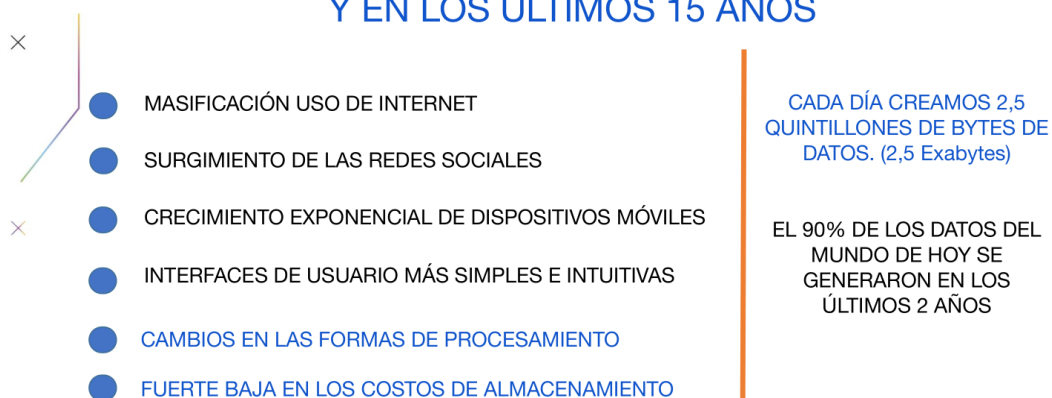 Y EN LOS ÚLTIMOS 15 AÑOS
MASIFICACIÓN USO DE INTERNET
SURGIMIENTO DE LAS REDES SOCIALES
CRECIMIENTO EXPONENCIAL DE DISPOSITIVOS MÓVILES
INTERFACES DE USUARIO MÁS SIMPLES E INTUITIVAS
CAMBIOS EN LAS FORMAS DE PROCESAMIENTO
FUERTE BAJA EN LOS COSTOS DE ALMACENAMIENTO
CADA DÍA CREAMOS 2,5
QUINTILLONES DE BYTES DE
DATOS. (2,5 Exabytes)
EL 90% DE LOS DATOS DEL
MUNDO DE HOY SE
GENERARON EN LOS
ÚLTIMOS 2 AÑOS